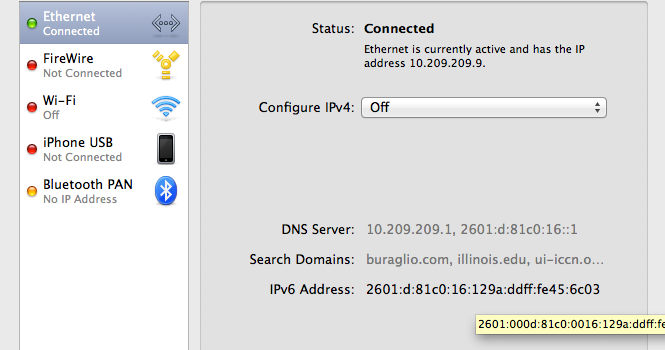 Ethernet
Connected
FireWire
Not Connected
Wi-Fi
Off
iPhone USB
Not Connected
Bluetooth PAN
No IP Address
Status: Connected
Ethernet is currently active and has the IP
address 10.209.209.9.
Configure IPv4: Off
DNS Server: 10.209.209.1, 2601:d:81c0:16::1
Search Domains: buraglio.com, illinois.edu, ui-iccn.o...
IPv6 Address: 2601:d:81c0:16:129a:ddff:fe45:6c03
2601:000d:81c0:0016:129a:ddff:fe